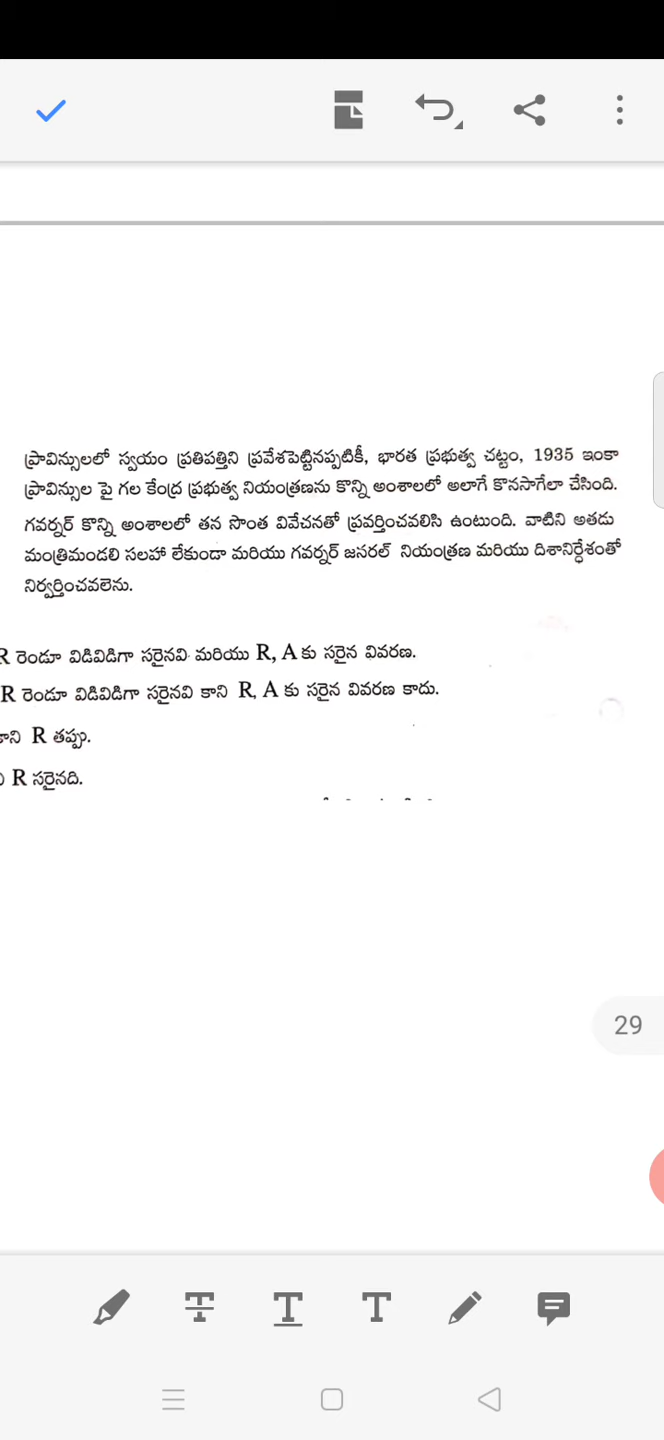 ప్రావిన్సులలో స్వయం ప్రతిపత్తిని ప్రవేశపెట్టినప్పటికీ, భారత ప్రభుత్వ చట్టం, 1935 ఇంకా
ప్రావిన్సుల పై గల కేంద్ర ప్రభుత్వ నియంత్రణను కొన్ని అంశాలలో అలాగే కొనసాగేలా చేసింది.
గవర్నర్ కొన్ని అంశాలలో తన సొంత వివేచనతో ప్రవర్తించవలిసి ఉంటుంది. వాటిని అతడు
మంత్రిమండలి సలహా లేకుండా మరియు గవర్నర్ జనరల్ నియంత్రణ మరియు దిశానిర్ధేశంతో
నిర్వర్తించవలెను.
R రెండూ విడివిడిగా సరైనవి మరియు R, A కు సరైన వివరణ.
R రెండూ విడివిడిగా సరైనవి కాని R, A కు సరైన వివరణ కాదు.
కాని R తప్పు.
R సరైనది.
29